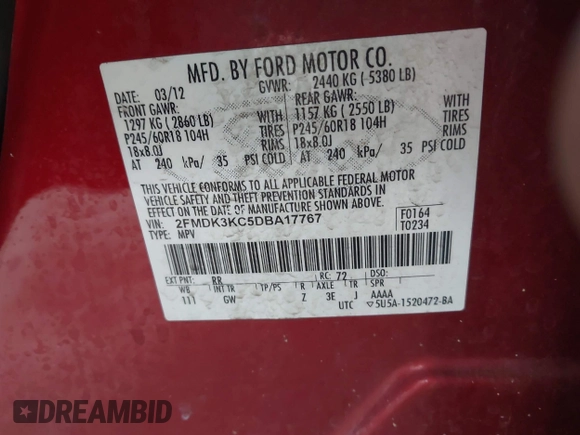 MFD. BY FORD MOTOR CO.
DATE: 03/12 GVWR: 2440 KG ( 5380 LB)
FRONT GAWR: WITH REAR GAWR: WITH
1297 KG ( 2860 LB) TIRES 1157 KG ( 2550 LB) TIRES
P245/60R18 104H RIMS P245/60R18 104H RIMS
18x8.0J 18x8.0J
AT 240 kPa/ 35 PSI COLD AT 240 kPa/ 35 PSI COLD
THIS VEHICLE CONFORMS TO ALL APPLICABLE FEDERAL MOTOR
VEHICLE SAFETY AND THEFT PREVENTION STANDARDS IN
EFFECT ON THE DATE OF MANUFACTURE SHOWN ABOVE.
VIN: 2FMDK3KC5DBA17767 F0164
TYPE: MPV T0234
EXT PNT: RR RC: 72 DSO:
WB INT TR TP/PS R AXLE TR SPR
111 GW Z 3E J AAAA
UTC ▽5U5A-1520472-BA
DREAMBID